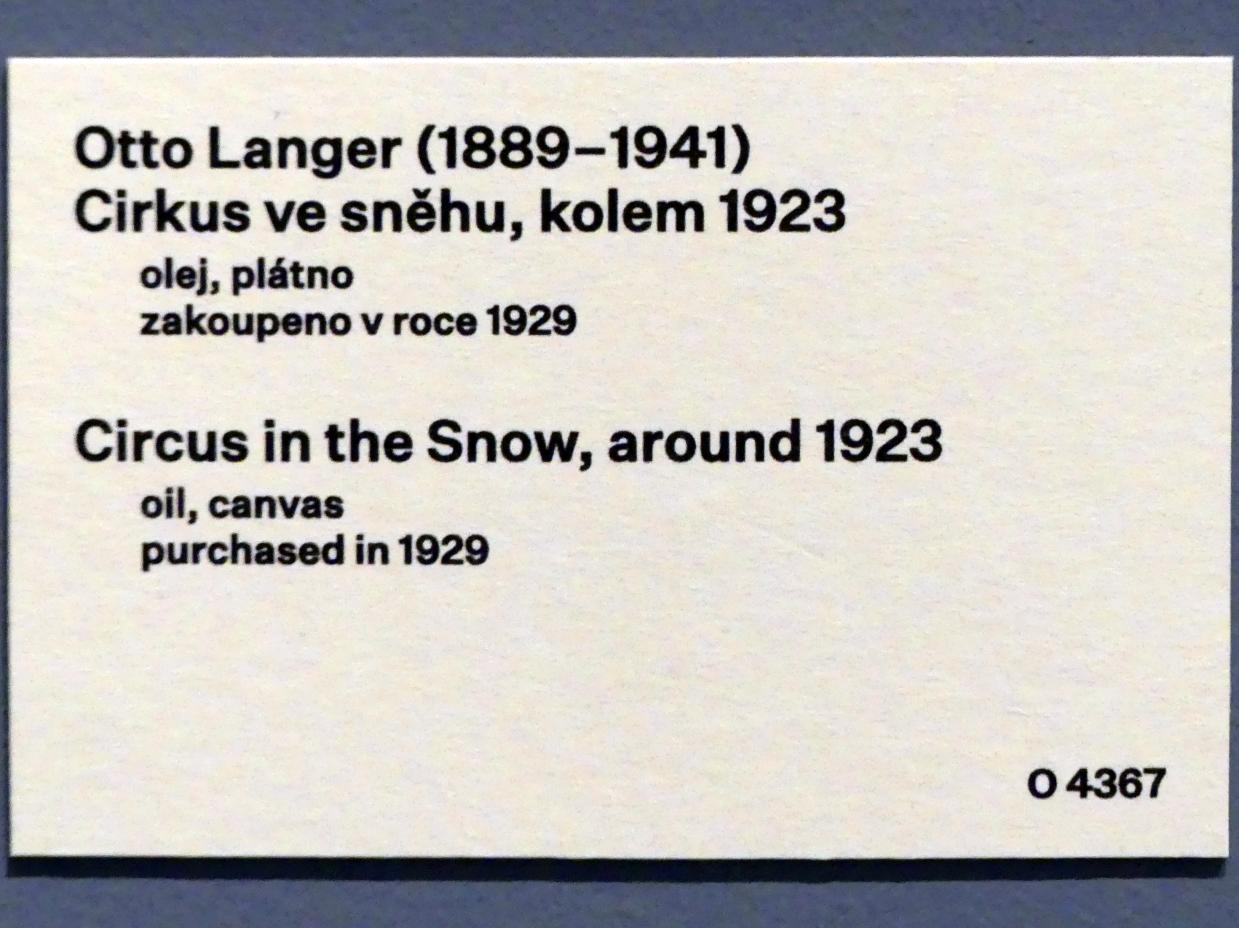 Otto Langer (1889–1941)
Cirkus ve sněhu, kolem 1923
olej, plátno
zakoupeno v roce 1929
Circus in the Snow, around 1923
oil, canvas
purchased in 1929
O 4367